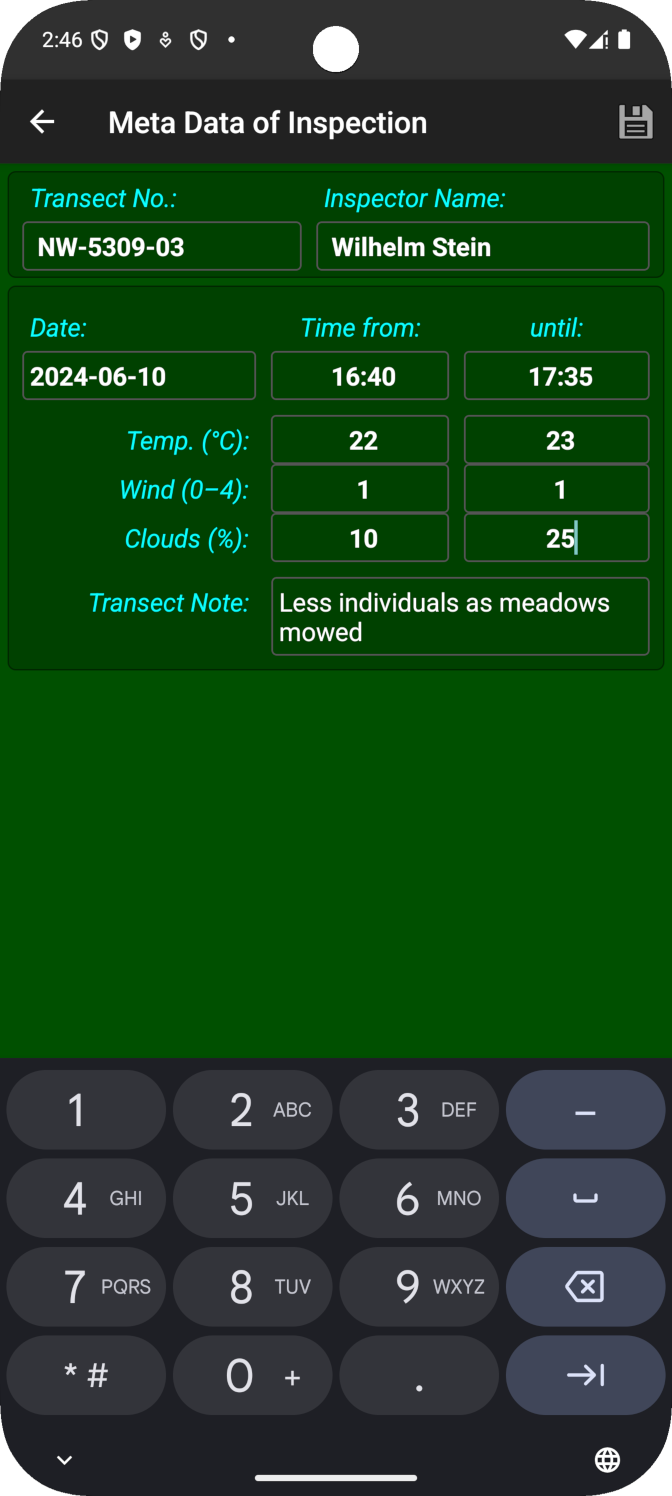 2:46
Meta Data of Inspection
Transect No.: Inspector Name:
NW-5309-03 Wilhelm Stein
Date: Time from: until:
2024-06-10 16:40 17:35
Temp. (°C): 22 23
Wind (0–4): 1 1
Clouds (%): 10 25
Transect Note: Less individuals as meadows
mowed
1 2 ABC 3 DEF –
4 GHI 5 JKL 6 MNO
7 PQRS 8 TUV 9 WXYZ
* # 0 + .